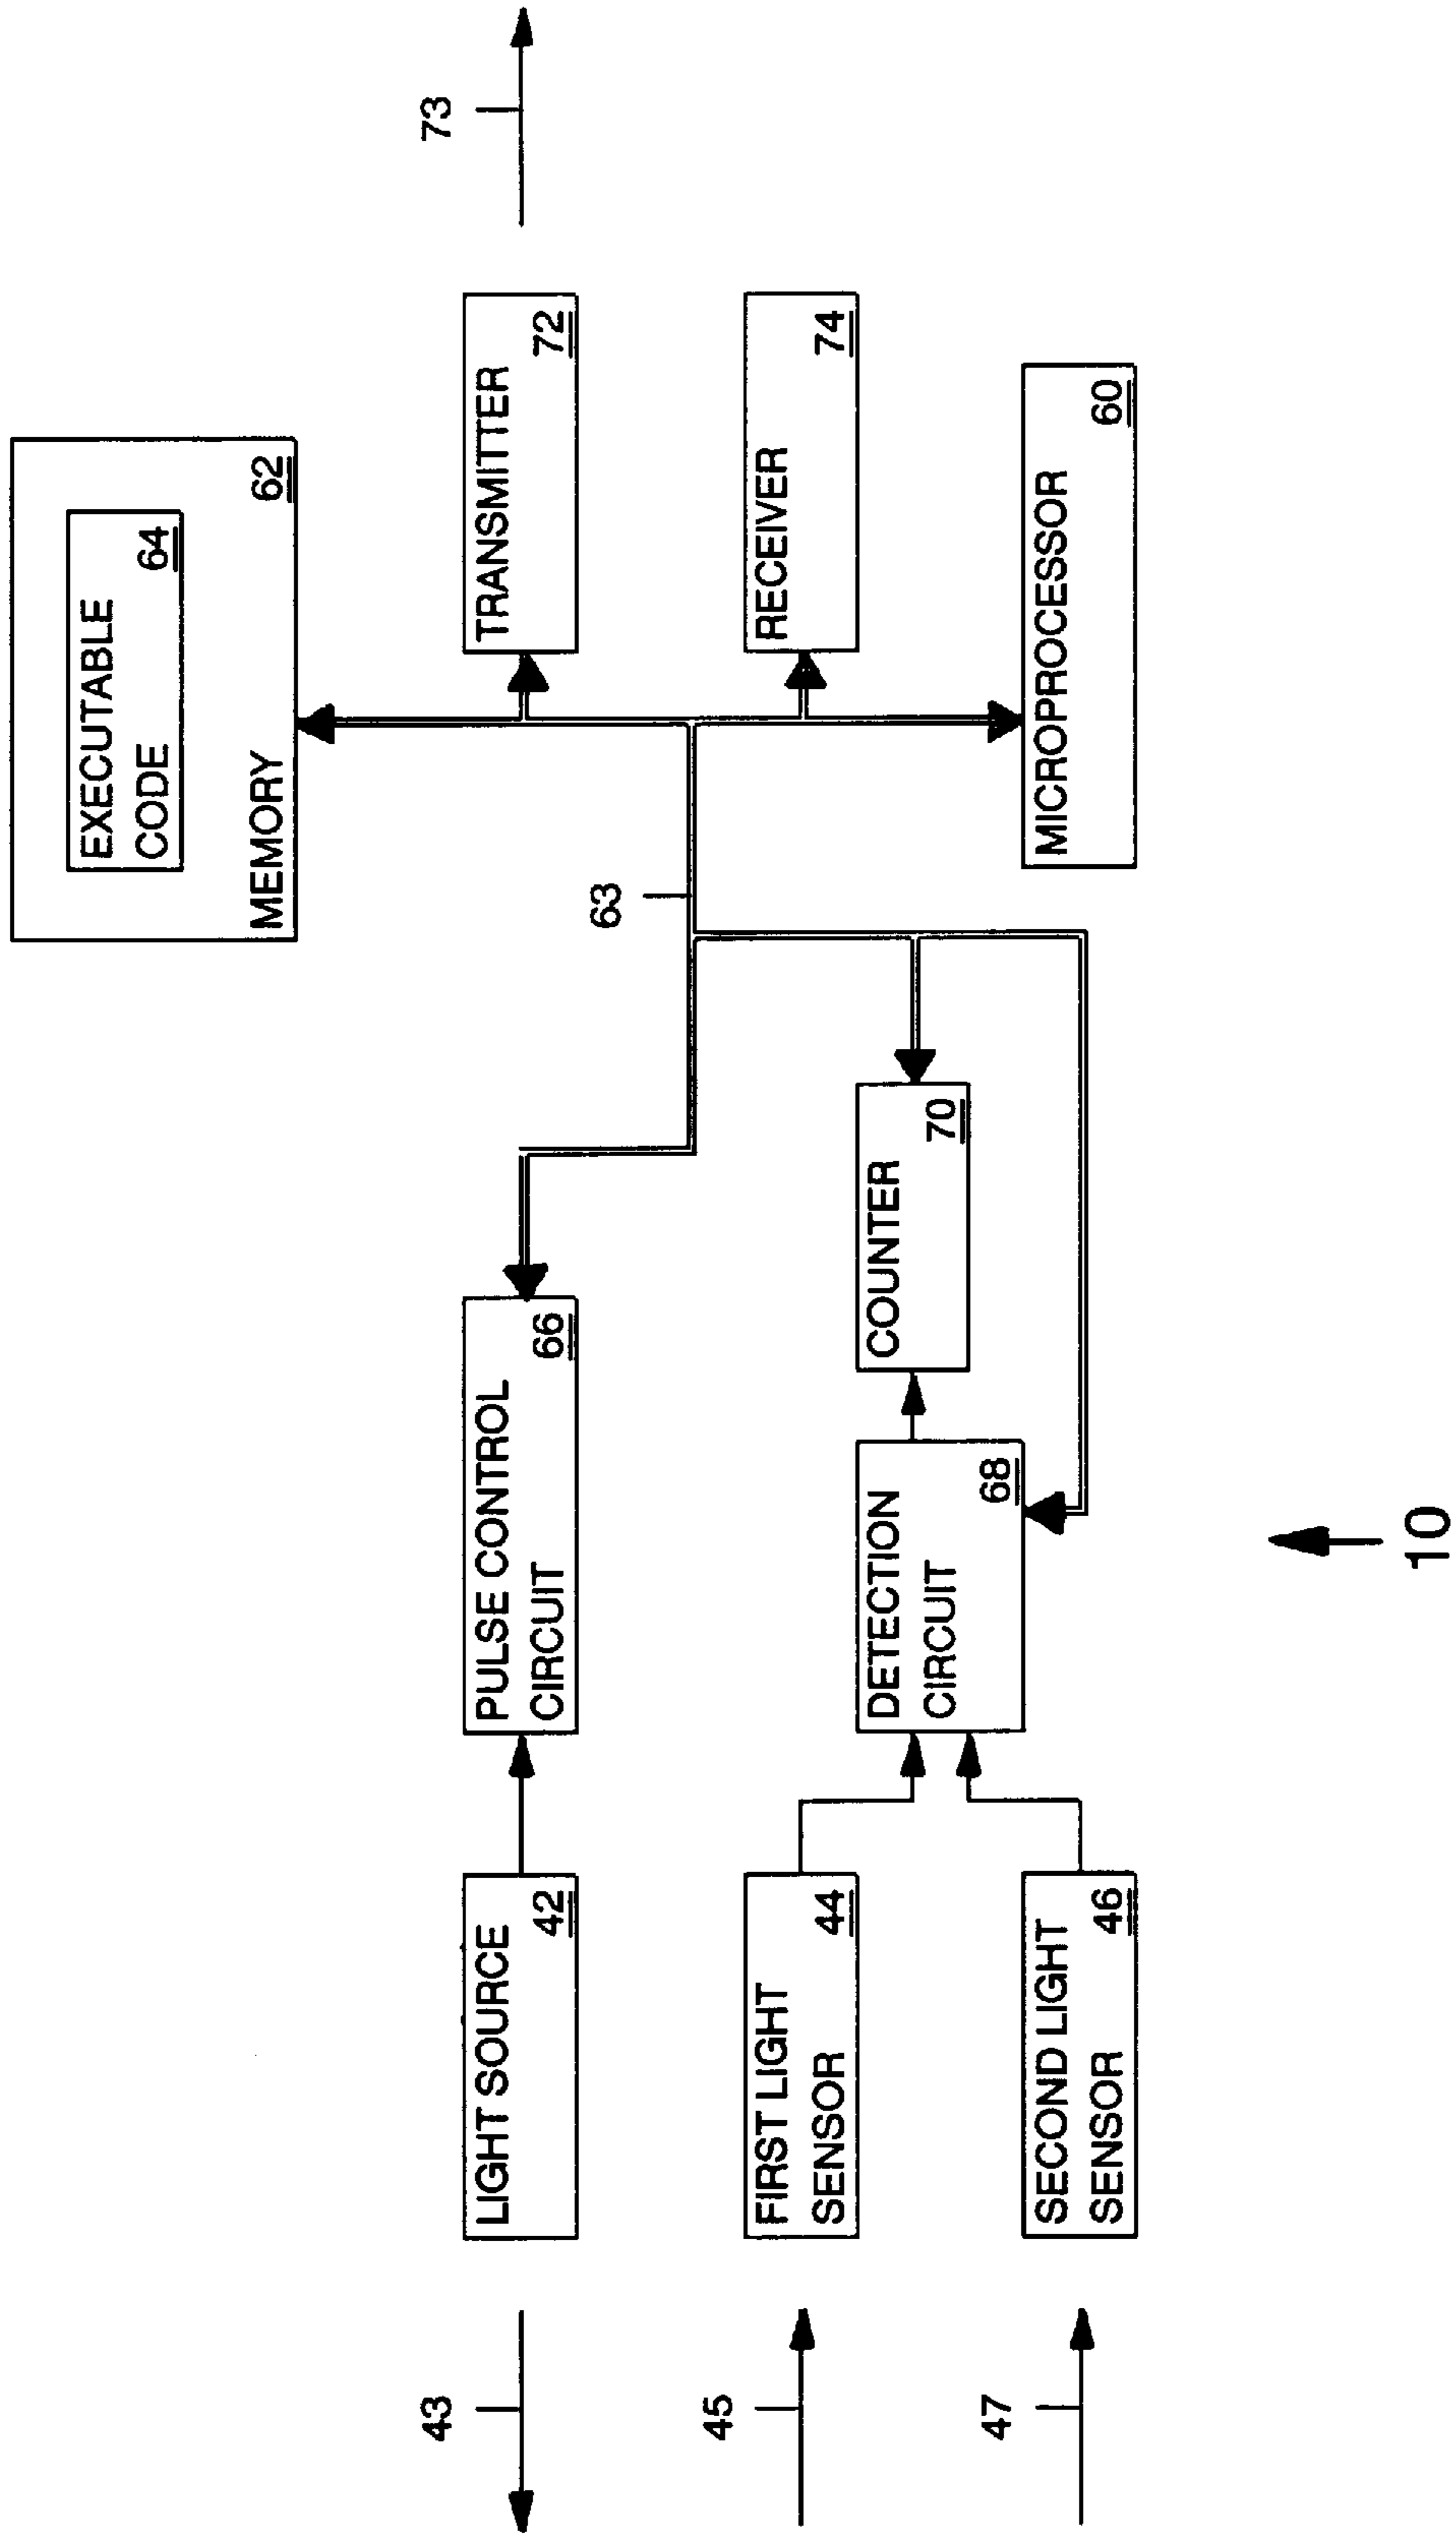 EXECUTABLE
CODE
64
MEMORY
62
43
LIGHT SOURCE
42
PULSE CONTROL
CIRCUIT
66
TRANSMITTER
72
73
63
45
FIRST LIGHT
SENSOR
44
RECEIVER
74
DETECTION
CIRCUIT
68
COUNTER
70
47
SECOND LIGHT
SENSOR
46
MICROPROCESSOR
60
10